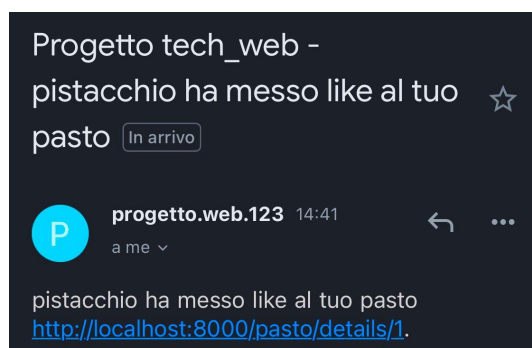 Progetto tech_web -
pistacchio ha messo like al tuo
pasto In arrivo
P
progetto.web.123 14:41
a me
pistacchio ha messo like al tuo pasto
http://localhost:8000/pasto/details/1.